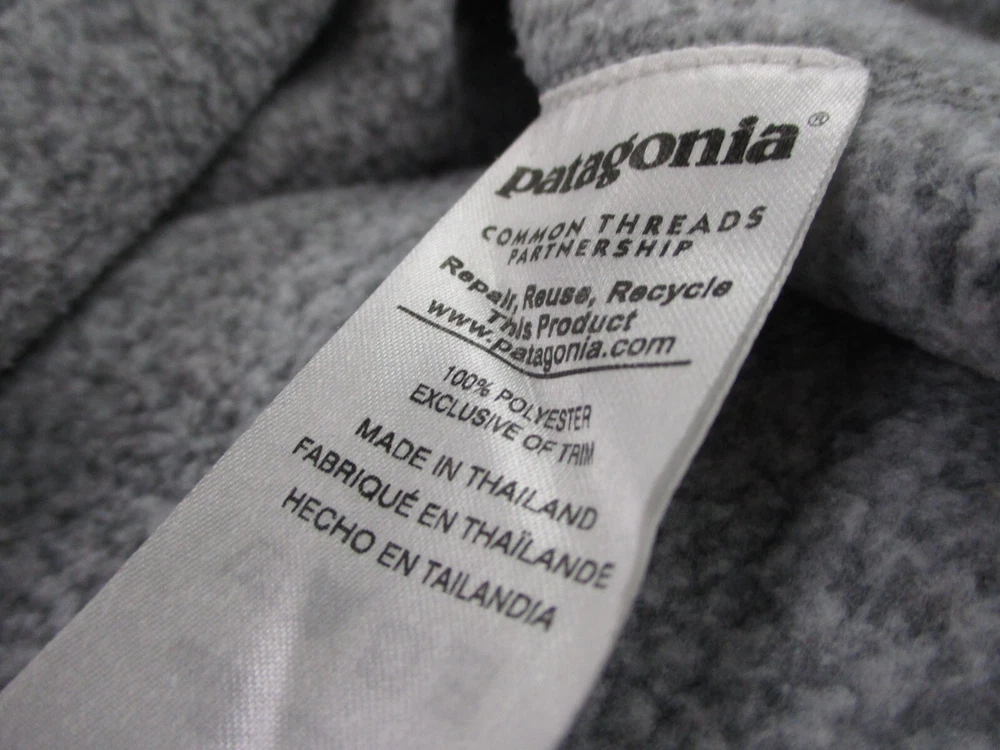 patagonia®
COMMON THREADS
PARTNERSHIP
Repair, Reuse, Recycle
This Product
www.patagonia.com
100% POLYESTER
EXCLUSIVE OF TRIM
MADE IN THAILAND
FABRIQUÉ EN THAÏLANDE
HECHO EN TAILANDIA